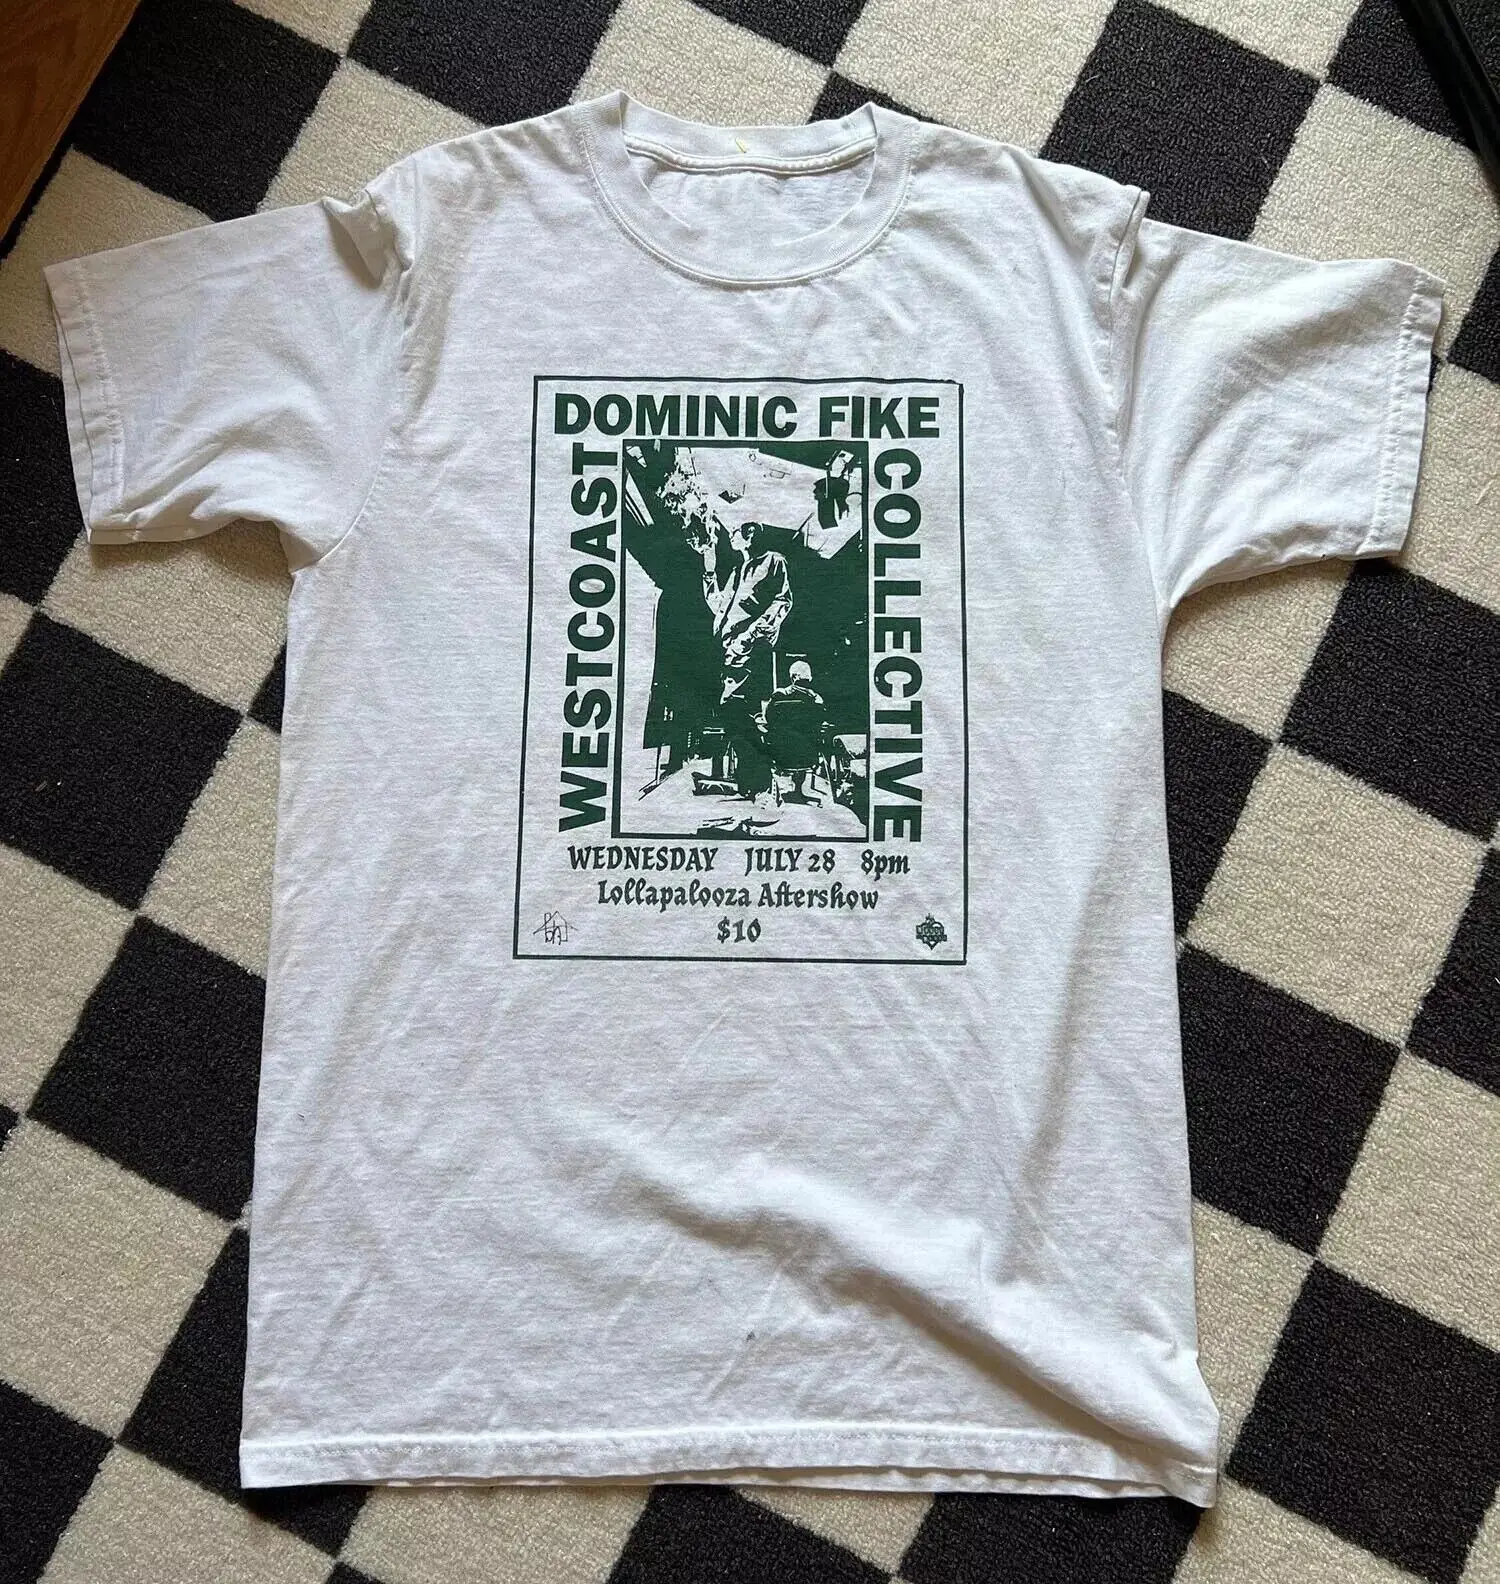 DOMINIC FIKE
WESTCOAST
COLLECTIVE
WEDNESDAY JULY 28 8pm
Lollapalooza Aftershow
$10